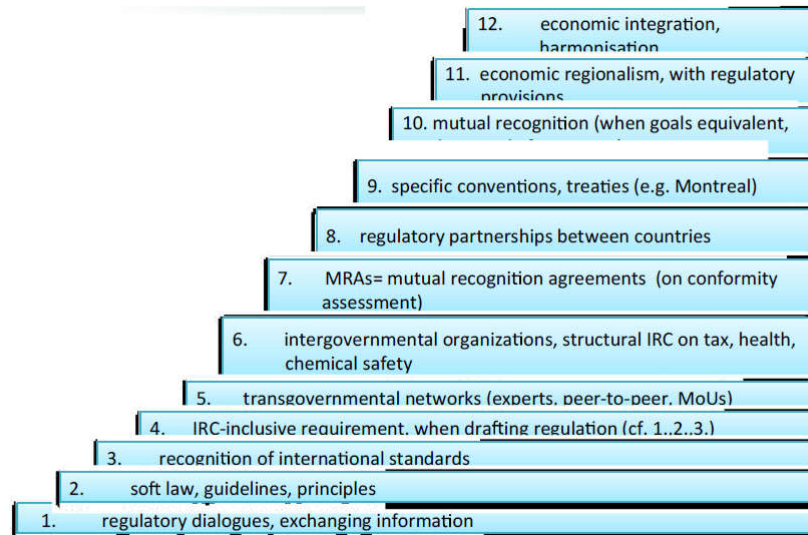 12. economic integration,
harmonisation
11. economic regionalism, with regulatory
provisions
10. mutual recognition (when goals equivalent,
9. specific conventions, treaties (e.g. Montreal)
8. regulatory partnerships between countries
7. MRAs= mutual recognition agreements (on conformity
assessment)
6. intergovernmental organizations, structural IRC on tax, health,
chemical safety
5. transgovernmental networks (experts, peer-to-peer, MoUs)
4. IRC-inclusive requirement, when drafting regulation (cf. 1..2..3.)
3. recognition of international standards
2. soft law, guidelines, principles
1. regulatory dialogues, exchanging information